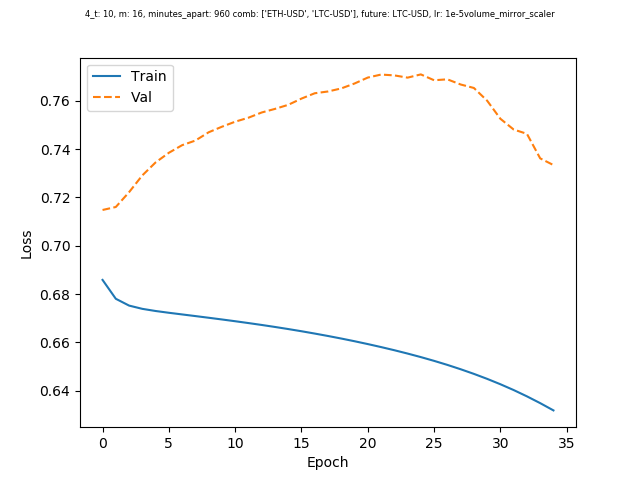 4_t: 10, m: 16, minutes_apart: 960 comb: ['ETH-USD', 'LTC-USD'], future: LTC-USD, lr: 1e-5volume_mirror_scaler
Train
Val
0.76
0.74
0.72
0.70
0.68
0.66
0.64
Loss
0 5 10 15 20 25 30 35
Epoch